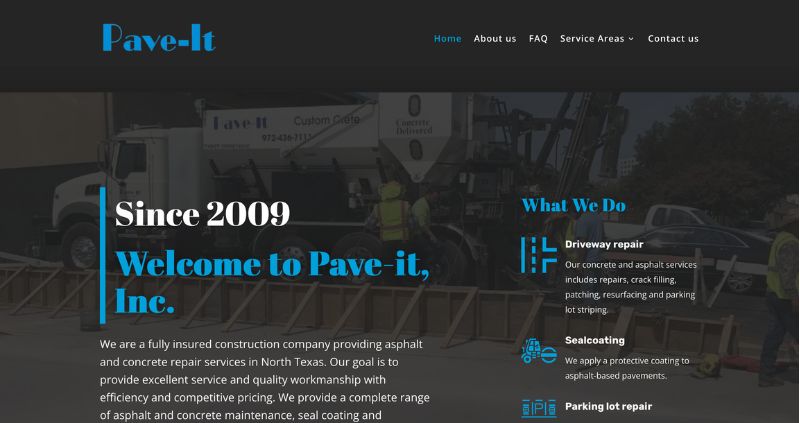 Pave-It
Home About us FAQ Service Areas Contact us
Pave-It
Custom Crete
Concrete
Delivered
Since 2009
Welcome to Pave-it,
Inc.
We are a fully insured construction company providing asphalt
and concrete repair services in North Texas. Our goal is to
provide excellent service and quality workmanship with
efficiency and competitive pricing. We provide a complete range
of asphalt and concrete maintenance, seal coating and
What We Do
Driveway repair
Our concrete and asphalt services
includes repairs, crack filling,
patching, resurfacing and parking
lot striping.
Sealcoating
We apply a protective coating to
asphalt-based pavements.
Parking lot repair